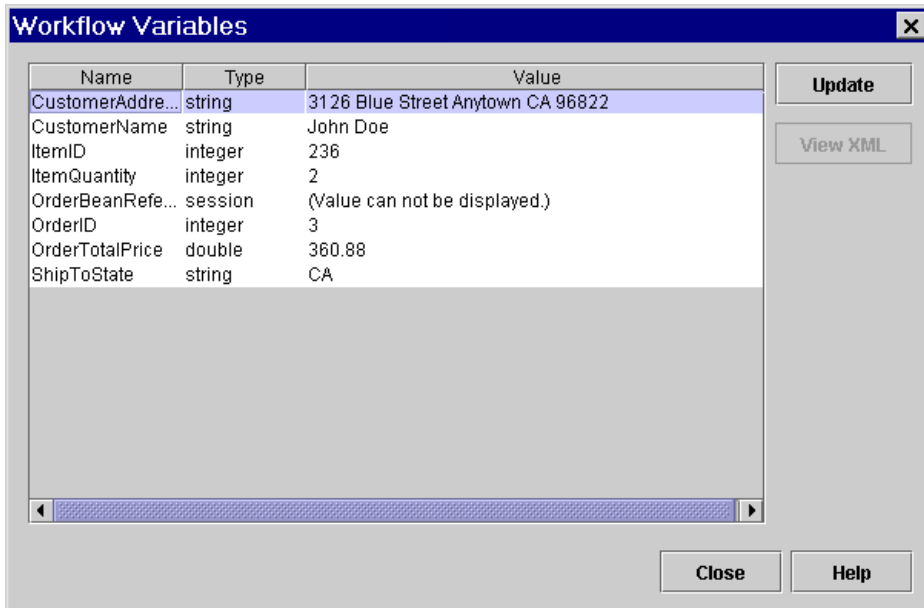 Workflow Variables
Name Type Value
CustomerAddre... string 3126 Blue Street Anytown CA 96822
CustomerName string John Doe
ItemID integer 236
ItemQuantity integer 2
OrderBeanRefe... session (Value can not be displayed.)
OrderID integer 3
OrderTotalPrice double 360.88
ShipToState string CA
Update
View XML
Close Help